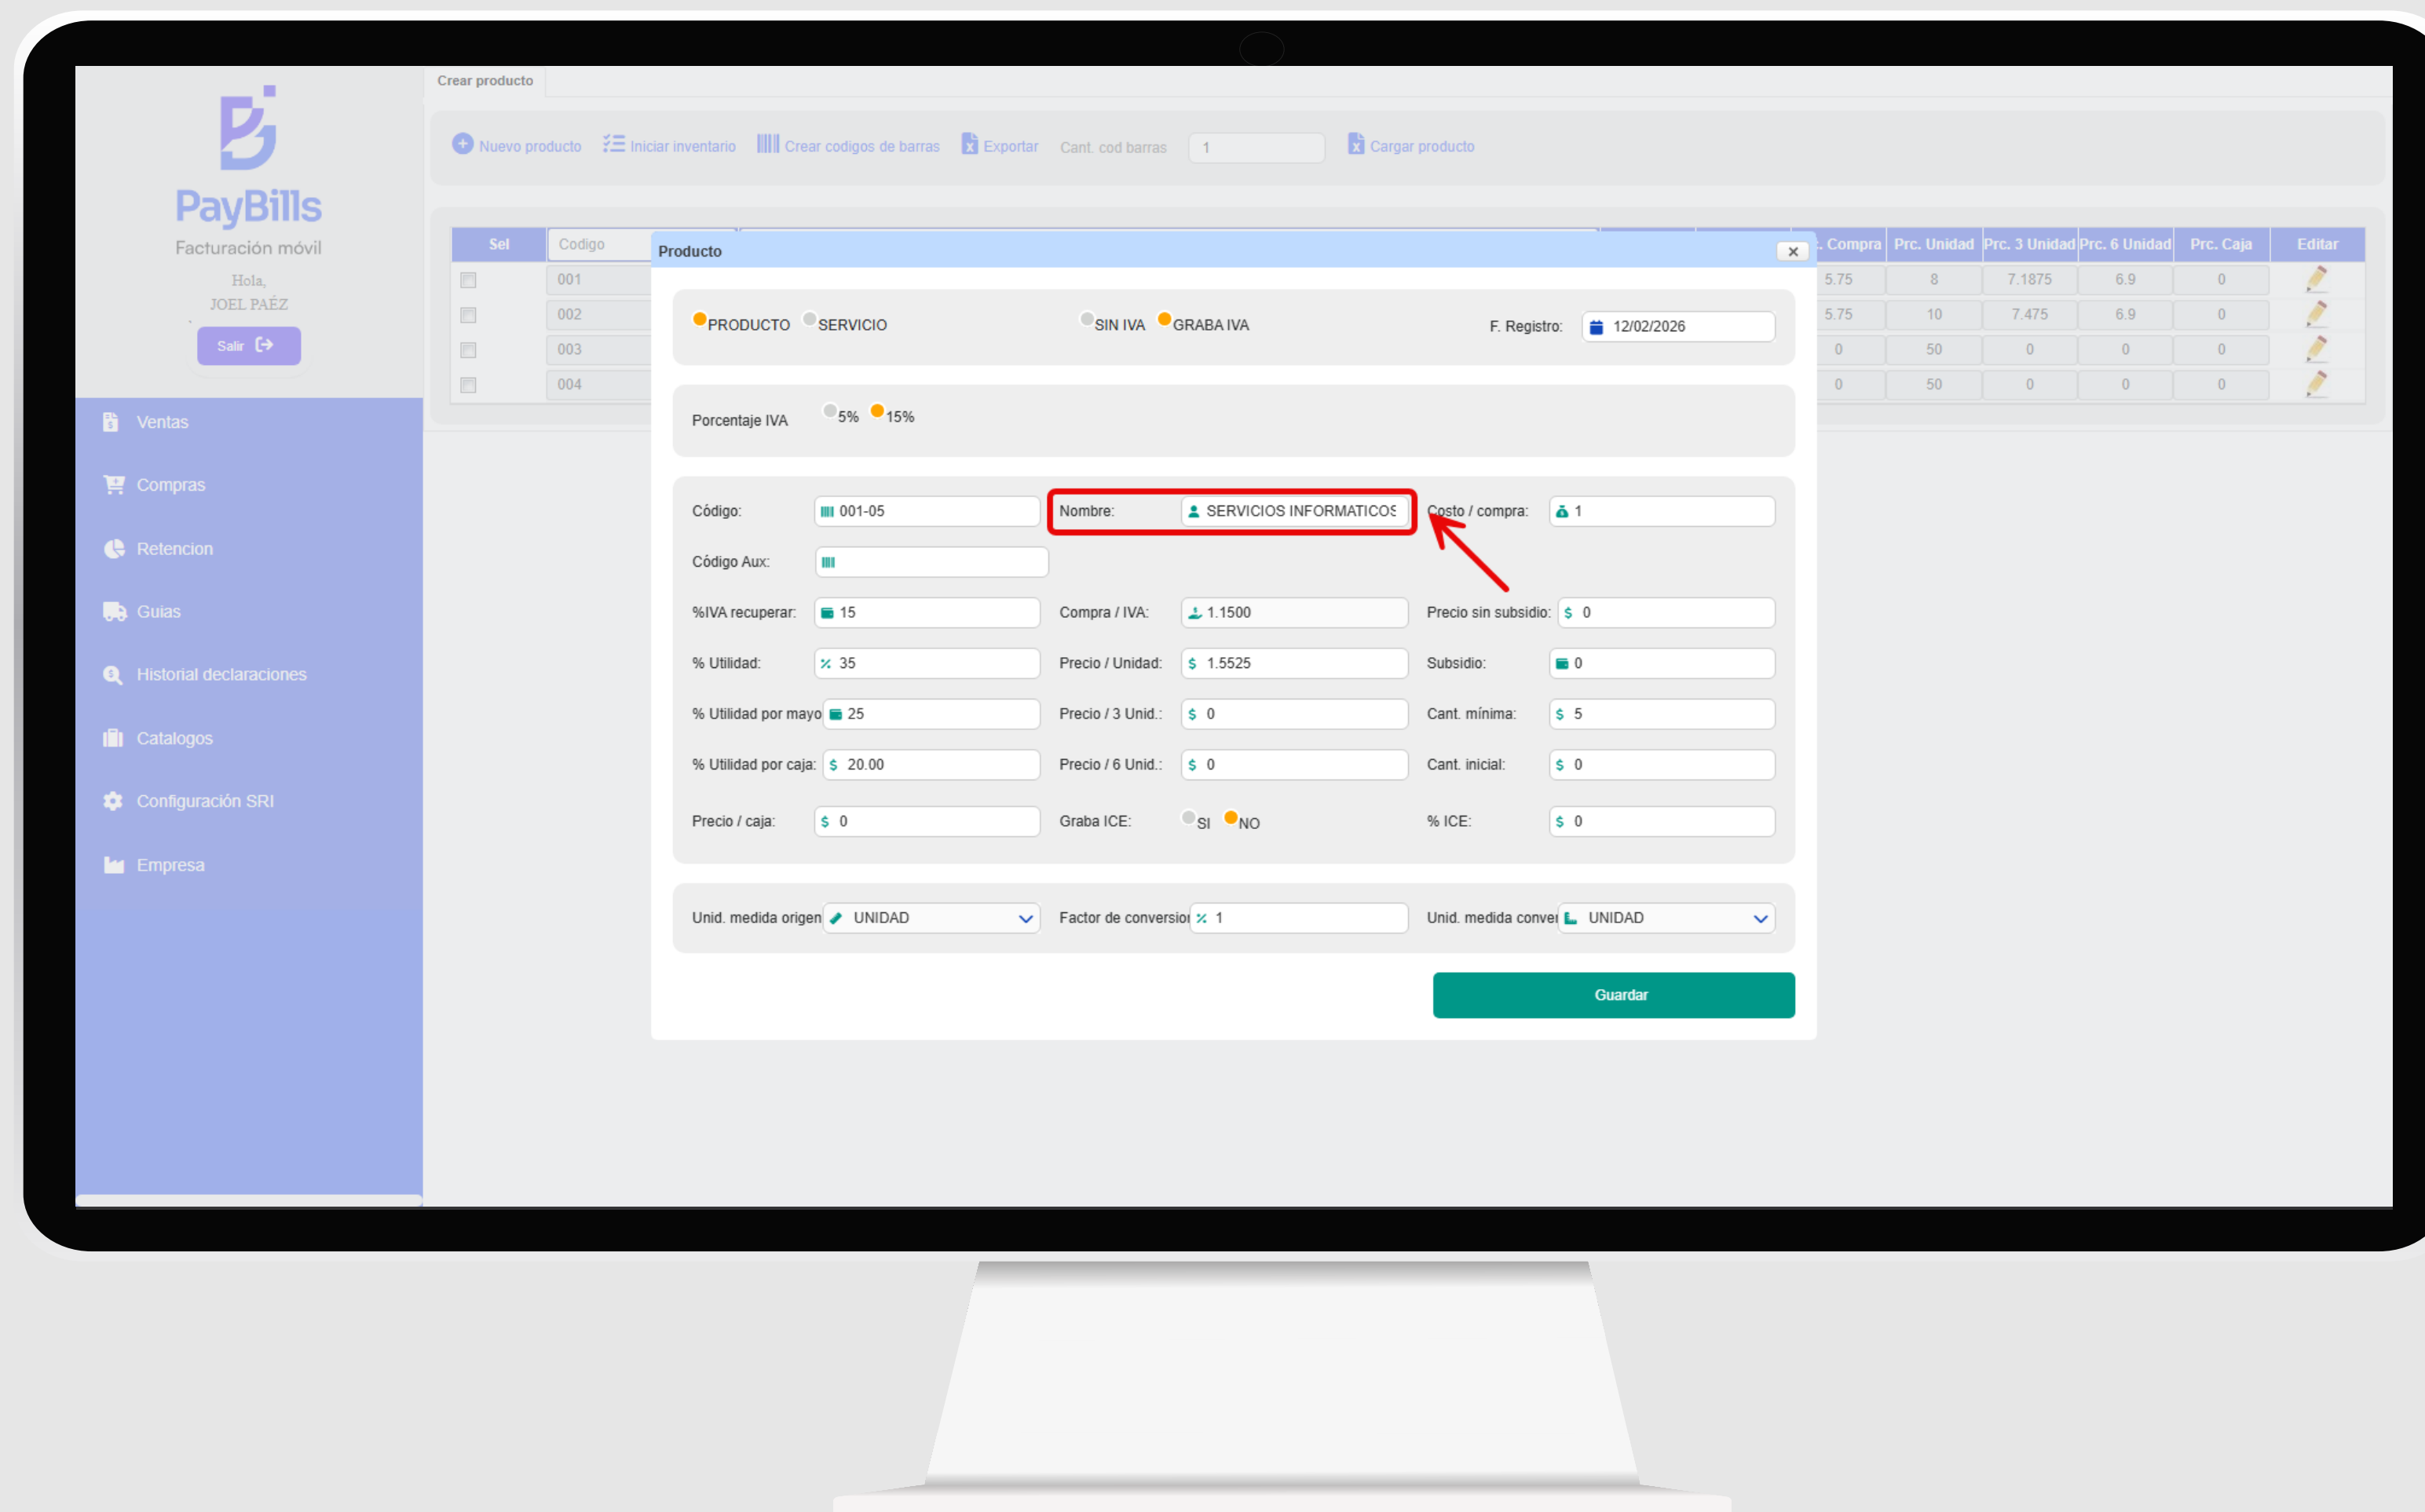 Crear producto
Nuevo producto Iniciar inventario Crear codigos de barras Exportar Cant. cod barras 1 Cargar producto
PayBills
Facturación móvil
Hola,
JOEL PAÉZ
Salir
Ventas
Compras
Retencion
Guias
Historial declaraciones
Catalogos
Configuración SRI
Empresa
Sel Codigo Compra Prc. Unidad Prc. 3 Unidad Prc. 6 Unidad Prc. Caja Editar
001 5.75 8 7.1875 6.9 0
002 5.75 10 7.475 6.9 0
003 0 50 0 0 0
004 0 50 0 0 0
Producto
PRODUCTO SERVICIO SIN IVA GRABA IVA F. Registro: 12/02/2026
Porcentaje IVA 5% 15%
Código: 001-05 Nombre: SERVICIOS INFORMATICOS Costo / compra: 1
Código Aux:
%IVA recuperar: 15 Compra / IVA: 1.1500 Precio sin subsidio: $ 0
% Utilidad: % 35 Precio / Unidad: $ 1.5525 Subsidio: 0
% Utilidad por mayo 25 Precio / 3 Unid.: $ 0 Cant. mínima: $ 5
% Utilidad por caja: $ 20.00 Precio / 6 Unid.: $ 0 Cant. inicial: $ 0
Precio / caja: $ 0 Graba ICE: SI NO % ICE: $ 0
Unid. medida origen UNIDAD Factor de conversion % 1 Unid. medida conver UNIDAD
Guardar